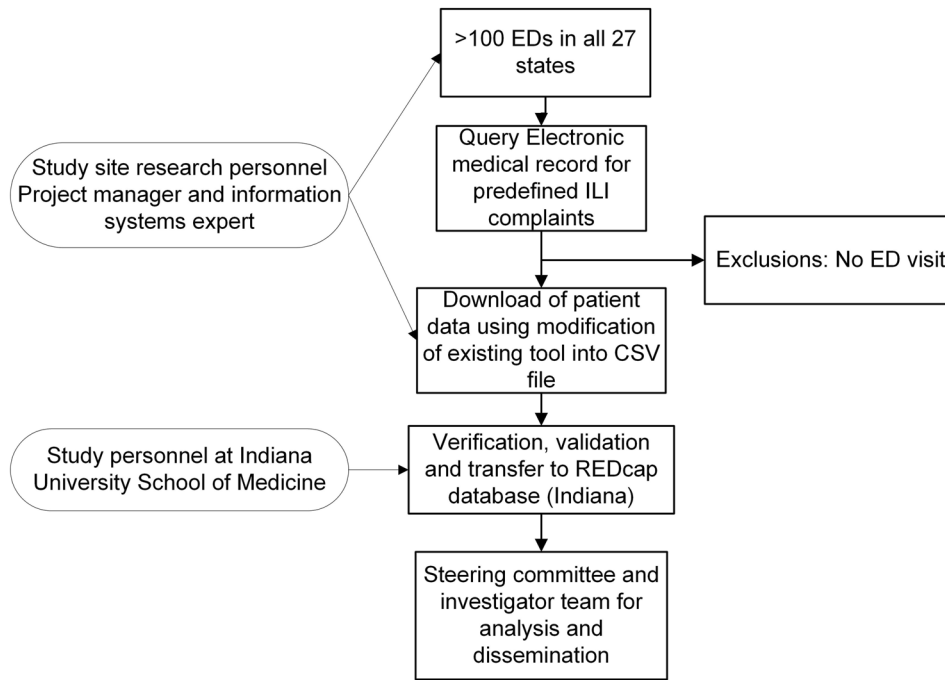 >100 EDs in all 27
states
Query Electronic
medical record for
predefined ILI
complaints
Study site research personnel
Project manager and information
systems expert
Exclusions: No ED visit
Download of patient
data using modification
of existing tool into CSV
file
Study personnel at Indiana
University School of Medicine
Verification, validation
and transfer to REDcap
database (Indiana)
Steering committee and
investigator team for
analysis and
dissemination